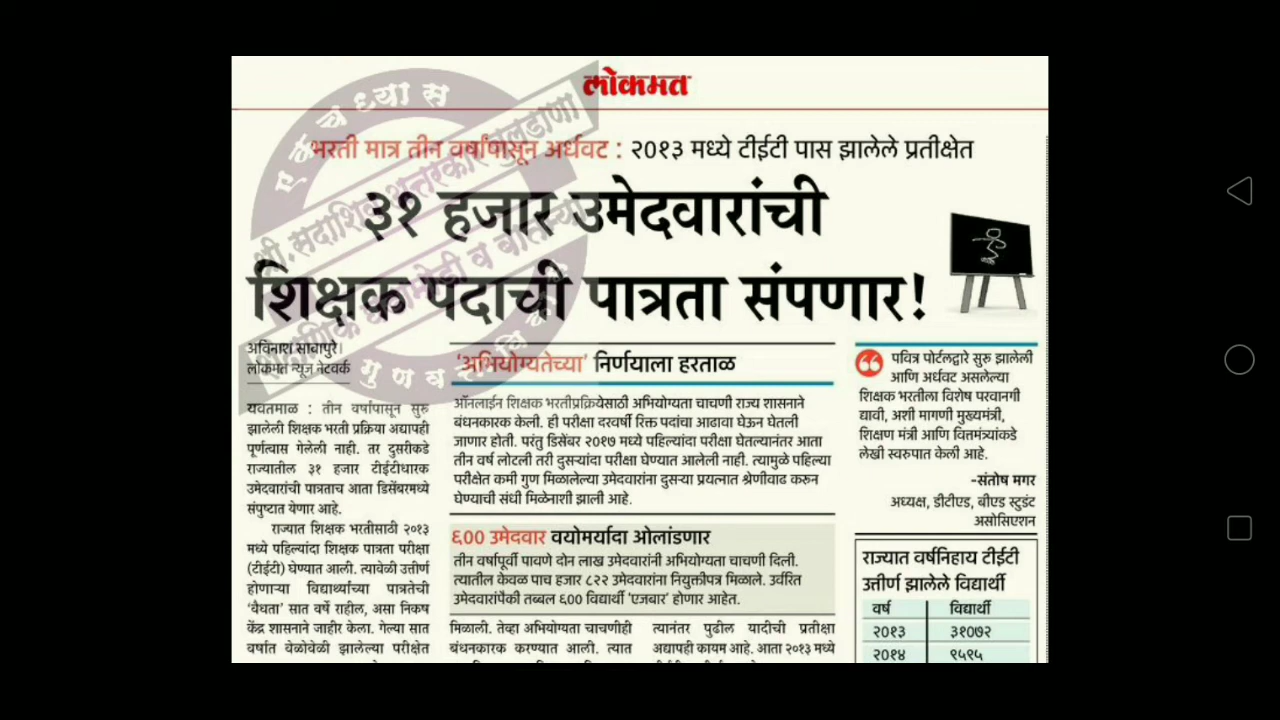 लोकमत
भरती मात्र तीन वर्षांपासून अर्धवट : २०१३ मध्ये टीईटी पास झालेले प्रतीक्षेत
३१ हजार उमेदवारांची
शिक्षक पदाची पात्रता संपणार!
अविनाश साबापुरे।
लोकमत न्यूज नेटवर्क
यवतमाळ : तीन वर्षांपासून सुरु
झालेली शिक्षक भरती प्रक्रिया अद्यापही
पूर्णत्वास गेलेली नाही. तर दुसरीकडे
राज्यातील ३१ हजार टीईटीधारक
उमेदवारांची पात्रताच आता डिसेंबरमध्ये
संपुष्टात येणार आहे.
राज्यात शिक्षक भरतीसाठी २०१३
मध्ये पहिल्यांदा शिक्षक पात्रता परीक्षा
(टीईटी) घेण्यात आली. त्यावेळी उत्तीर्ण
होणाऱ्या विद्यार्थ्यांच्या पात्रतेची
'वैधता' सात वर्षे राहील, असा निकष
केंद्र शासनाने जाहीर केला. गेल्या सात
वर्षात वेळोवेळी झालेल्या परीक्षेत
'अभियोग्यतेच्या' निर्णयाला हरताळ
ऑनलाईन शिक्षक भरतीप्रक्रियेसाठी अभियोग्यता चाचणी राज्य शासनाने
बंधनकारक केली. ही परीक्षा दरवर्षी रिक्त पदांचा आढावा घेऊन घेतली
जाणार होती. परंतु डिसेंबर २०१७ मध्ये पहिल्यांदा परीक्षा घेतल्यानंतर आता
तीन वर्ष लोटली तरी दुसऱ्यांदा परीक्षा घेण्यात आलेली नाही. त्यामुळे पहिल्या
परीक्षेत कमी गुण मिळालेल्या उमेदवारांना दुसऱ्या प्रयत्नात श्रेणीवाढ करून
घेण्याची संधी मिळेनाशी झाली आहे.
६०० उमेदवार वयोमर्यादा ओलांडणार
तीन वर्षापूर्वी पावणे दोन लाख उमेदवारांनी अभियोग्यता चाचणी दिली.
त्यातील केवळ पाच हजार ८२२ उमेदवारांना नियुक्तीपत्र मिळाले. उर्वरित
उमेदवारांपैकी तब्बल ६०० विद्यार्थी 'एजबार' होणार आहेत.
मिळाली. तेव्हा अभियोग्यता चाचणीही
बंधनकारक करण्यात आली. त्यात
त्यानंतर पुढील यादीची प्रतीक्षा
अद्यापही कायम आहे. आता २०१३ मध्ये
पवित्र पोर्टलद्वारे सुरु झालेली
आणि अर्धवट असलेल्या
शिक्षक भरतीला विशेष परवानगी
द्यावी, अशी मागणी मुख्यमंत्री,
शिक्षण मंत्री आणि वित्तमंत्र्यांकडे
लेखी स्वरुपात केली आहे.
-संतोष मगर
अध्यक्ष, डीटीएड, बीएड स्टुडंट
असोसिएशन
राज्यात वर्षनिहाय टीईटी
उत्तीर्ण झालेले विद्यार्थी
वर्ष विद्यार्थी
२०१३ ३१०७२
२०१४ ९५९५